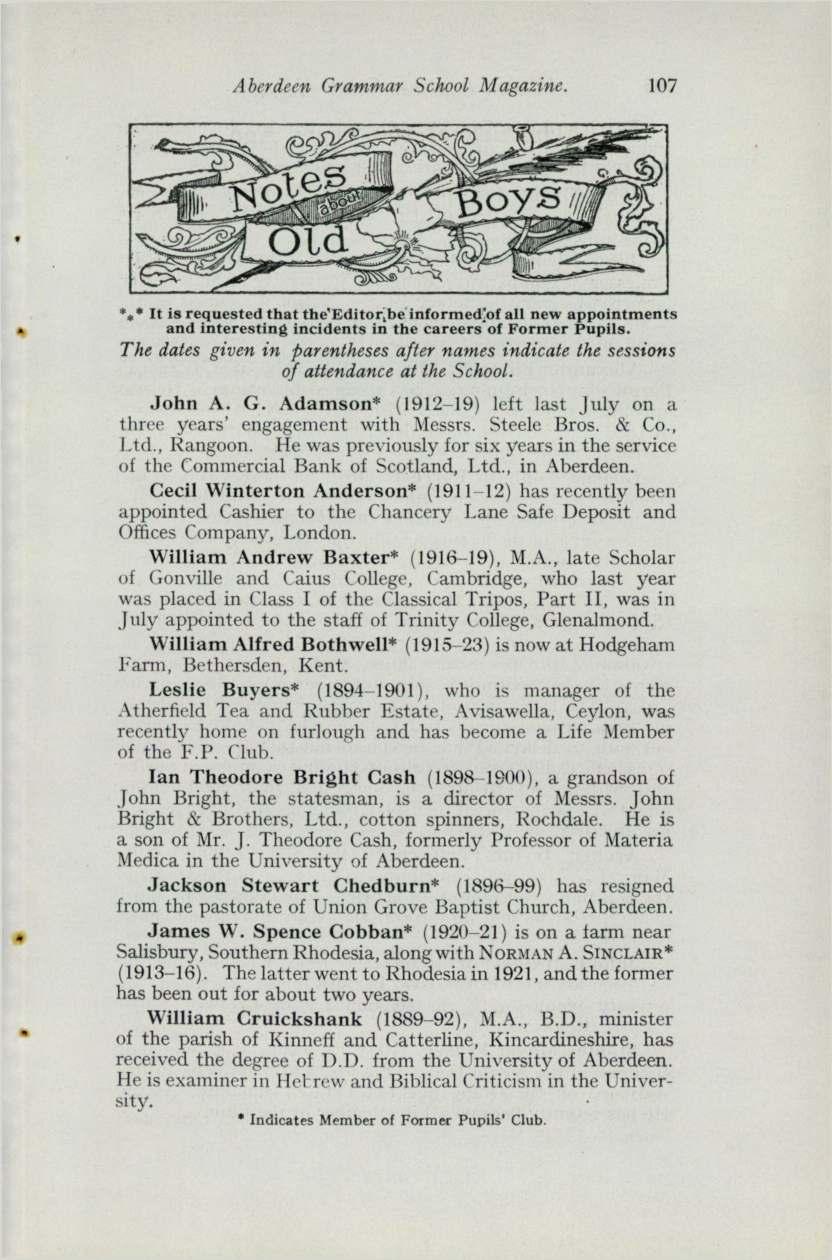 Aberdeen Grammar School Magazine. 107
Notes about Old Boys
*⁎* It is requested that the Editor be informed of all new appointments
and interesting incidents in the careers of Former Pupils.
The dates given in parentheses after names indicate the sessions
of attendance at the School.
John A. G. Adamson* (1912–19) left last July on a
three years' engagement with Messrs. Steele Bros. & Co.,
Ltd., Rangoon. He was previously for six years in the service
of the Commercial Bank of Scotland, Ltd., in Aberdeen.
Cecil Winterton Anderson* (1911–12) has recently been
appointed Cashier to the Chancery Lane Safe Deposit and
Offices Company, London.
William Andrew Baxter* (1916–19), M.A., late Scholar
of Gonville and Caius College, Cambridge, who last year
was placed in Class I of the Classical Tripos, Part II, was in
July appointed to the staff of Trinity College, Glenalmond.
William Alfred Bothwell* (1915–23) is now at Hodgeham
Farm, Bethersden, Kent.
Leslie Buyers* (1894–1901), who is manager of the
Atherfield Tea and Rubber Estate, Avisawella, Ceylon, was
recently home on furlough and has become a Life Member
of the F.P. Club.
Ian Theodore Bright Cash (1898–1900), a grandson of
John Bright, the statesman, is a director of Messrs. John
Bright & Brothers, Ltd., cotton spinners, Rochdale. He is
a son of Mr. J. Theodore Cash, formerly Professor of Materia
Medica in the University of Aberdeen.
Jackson Stewart Chedburn* (1896–99) has resigned
from the pastorate of Union Grove Baptist Church, Aberdeen.
James W. Spence Cobban* (1920–21) is on a farm near
Salisbury, Southern Rhodesia, along with NORMAN A. SINCLAIR*
(1913–16). The latter went to Rhodesia in 1921, and the former
has been out for about two years.
William Cruickshank (1889–92), M.A., B.D., minister
of the parish of Kinneff and Catterline, Kincardineshire, has
received the degree of D.D. from the University of Aberdeen.
He is examiner in Hebrew and Biblical Criticism in the Univer-
sity.
* Indicates Member of Former Pupils' Club.